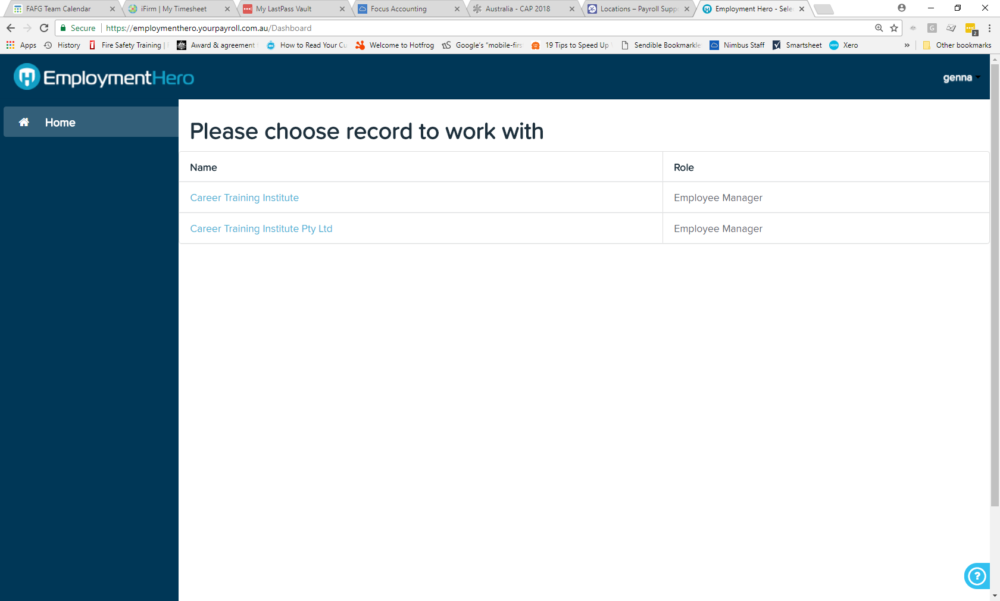 FAFG Team Calendar
iFirm | My Timesheet
My LastPass Vault
Focus Accounting
Australia - CAP 2018
Locations – Payroll Supp
Employment Hero - Sele
Secure
https://employmenthero.yourpayroll.com.au/Dashboard
G
2
Apps
History
Fire Safety Training |
Award & agreement
How to Read Your Cu
Welcome to Hotfrog
Google's "mobile-firs
19 Tips to Speed Up
Sendible Bookmarkle
Nimbus Staff
Smartsheet
Xero
»
Other bookmarks
EmploymentHero
genna
Home
Please choose record to work with
Name
Role
Career Training Institute
Employee Manager
Career Training Institute Pty Ltd
Employee Manager
?